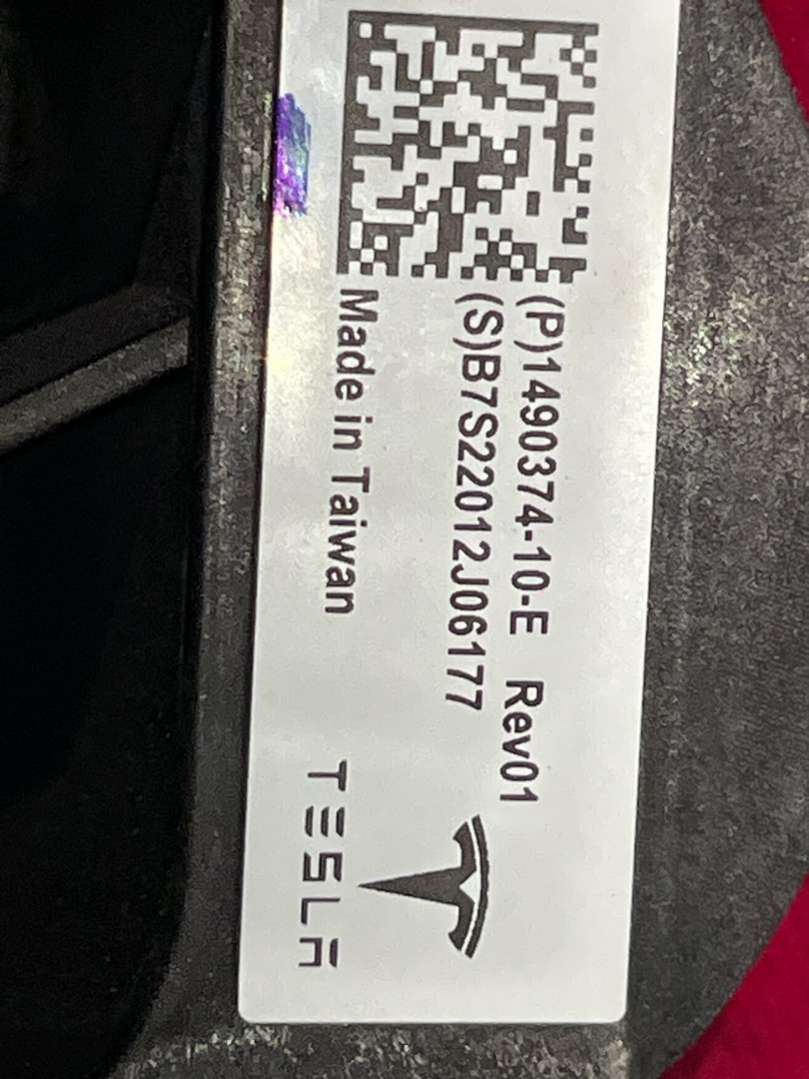 (P)1490374-10-E Rev01
(S)B7S22012J06177
Made in Taiwan
TESLA